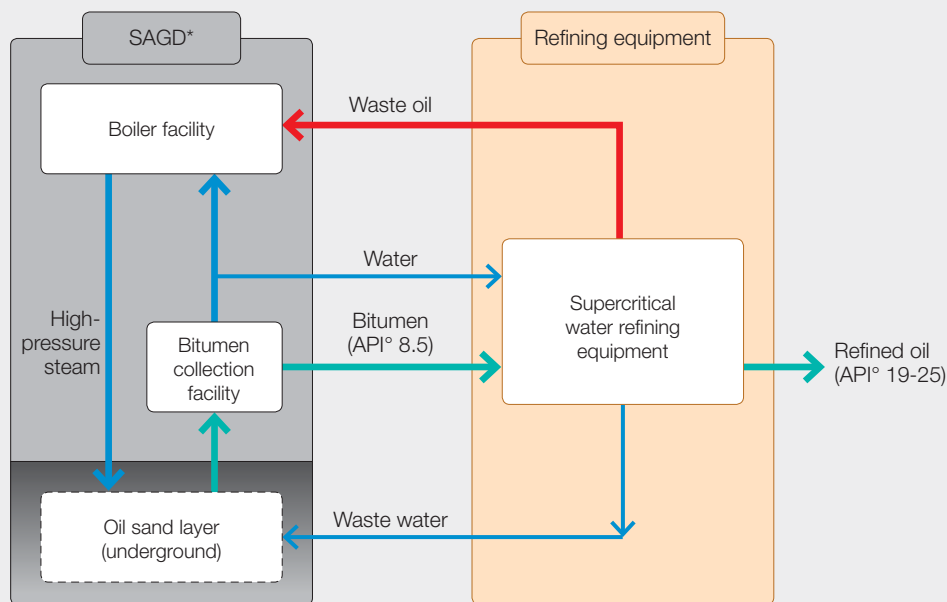 SAGD*
Refining equipment
Boiler facility
Waste oil
Water
High-
pressure
steam
Bitumen
collection
facility
Bitumen
(API° 8.5)
Supercritical
water refining
equipment
Refined oil
(API° 19-25)
Oil sand layer
(underground)
Waste water